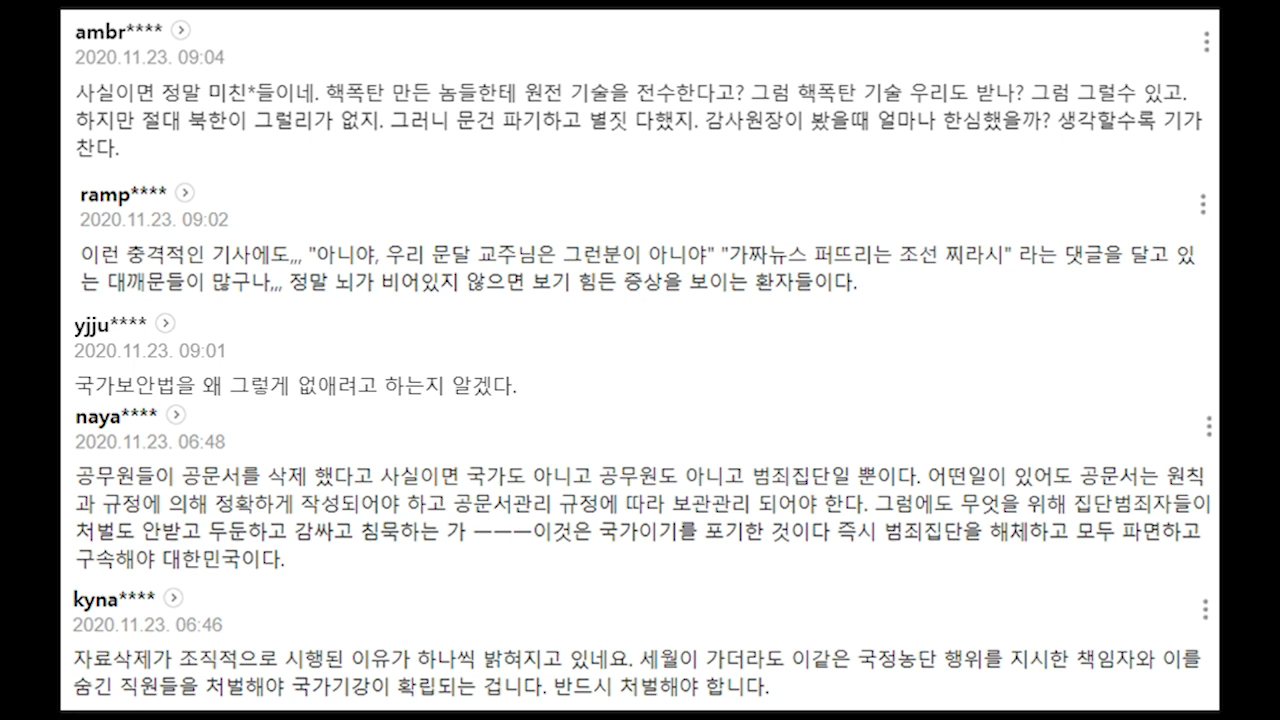 ambr****
2020.11.23. 09:04
사실이면 정말 미친*들이네. 핵폭탄 만든 놈들한테 원전 기술을 전수한다고? 그럼 핵폭탄 기술 우리도 받나? 그럼 그럴수 있고.
하지만 절대 북한이 그럴리가 없지. 그러니 문건 파기하고 별짓 다했지. 감사원장이 봤을때 얼마나 한심했을까? 생각할수록 기가
찬다.
ramp****
2020.11.23. 09:02
이런 충격적인 기사에도,,, "아니야, 우리 문달 교주님은 그런분이 아니야" "가짜뉴스 퍼뜨리는 조선 찌라시" 라는 댓글을 달고 있
는 대깨문들이 많구나,,, 정말 뇌가 비어있지 않으면 보기 힘든 증상을 보이는 환자들이다.
yjju****
2020.11.23. 09:01
국가보안법을 왜 그렇게 없애려고 하는지 알겠다.
naya****
2020.11.23. 06:48
공무원들이 공문서를 삭제 했다고 사실이면 국가도 아니고 공무원도 아니고 범죄집단일 뿐이다. 어떤일이 있어도 공문서는 원칙
과 규정에 의해 정확하게 작성되어야 하고 공문서관리 규정에 따라 보관관리 되어야 한다. 그럼에도 무엇을 위해 집단범죄자들이
처벌도 안받고 두둔하고 감싸고 침묵하는 가 ㅡㅡㅡ이것은 국가이기를 포기한 것이다 즉시 범죄집단을 해체하고 모두 파면하고
구속해야 대한민국이다.
kyna****
2020.11.23. 06:46
자료삭제가 조직적으로 시행된 이유가 하나씩 밝혀지고 있네요. 세월이 가더라도 이같은 국정농단 행위를 지시한 책임자와 이를
숨긴 직원들을 처벌해야 국가기강이 확립되는 겁니다. 반드시 처벌해야 합니다.